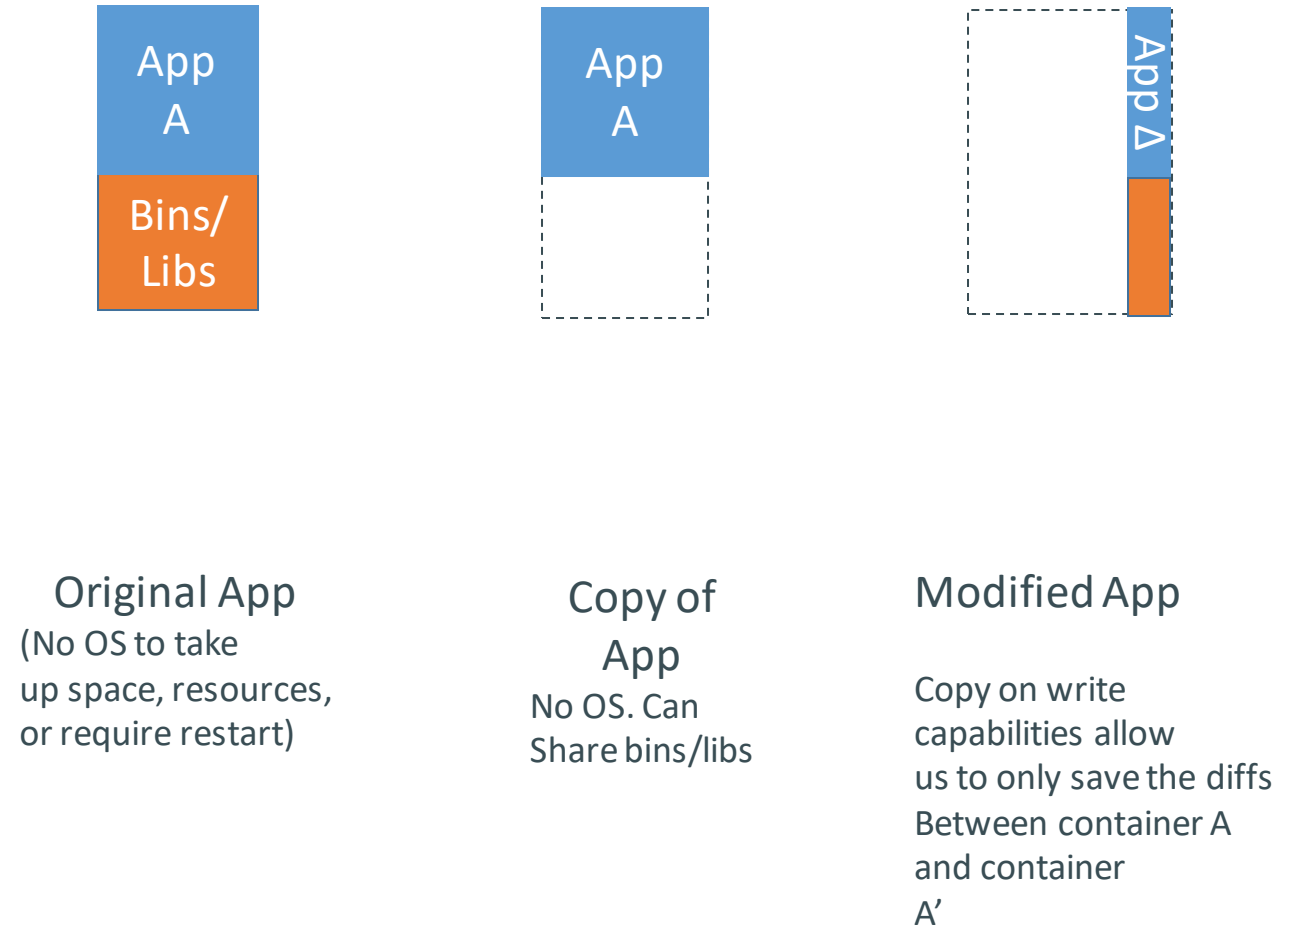 App
A
Bins/
Libs
App
A
App Δ
Original App
(No OS to take
up space, resources,
or require restart)
Copy of
App
No OS. Can
Share bins/libs
Modified App
Copy on write
capabilities allow
us to only save the diffs
Between container A
and container
A’